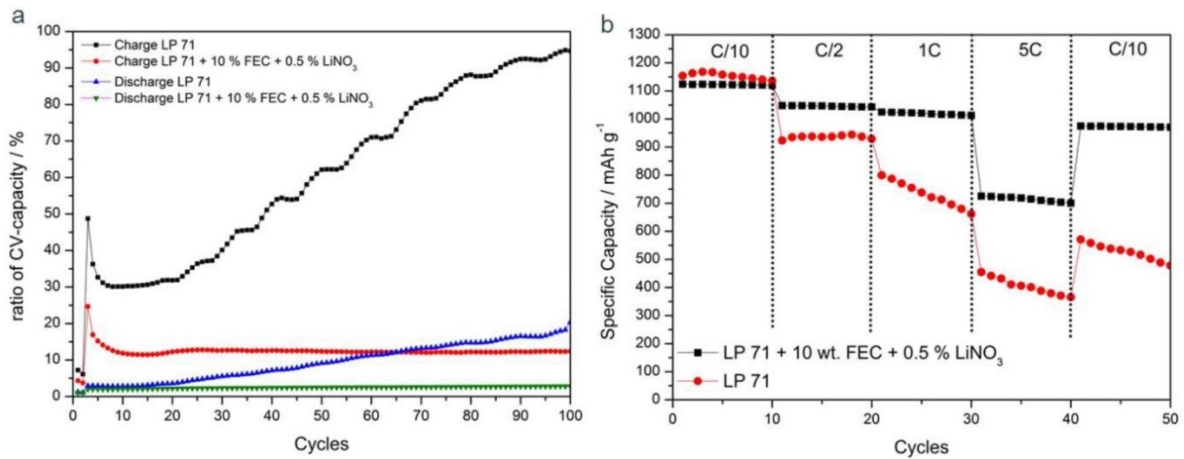 a
100
90
80
70
60
50
40
30
20
10
0
ratio of CV-capacity / %
Charge LP 71
Charge LP 71 + 10 % FEC + 0.5 % LiNO₃
Discharge LP 71
Discharge LP 71 + 10 % FEC + 0.5 % LiNO₃
0 10 20 30 40 50 60 70 80 90 100
Cycles
b
1300
1200
1100
1000
900
800
700
600
500
400
300
200
100
0
Specific Capacity / mAh g⁻¹
C/10 C/2 1C 5C C/10
LP 71 + 10 wt. FEC + 0.5 % LiNO₃
LP 71
0 10 20 30 40 50
Cycles